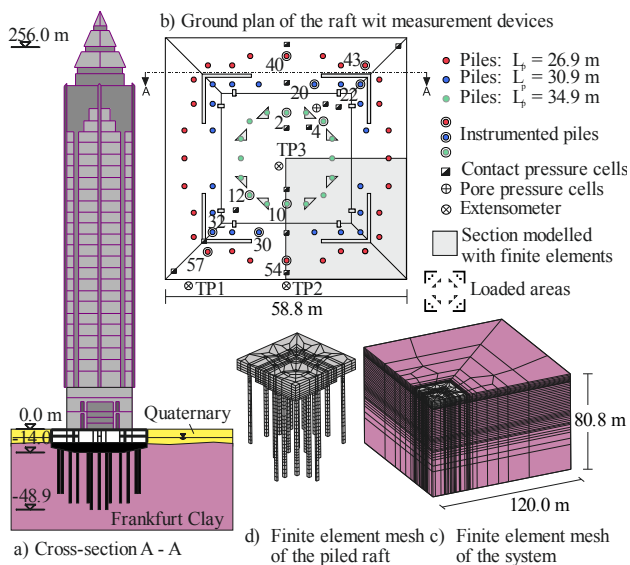 b) Ground plan of the raft wit measurement devices
256.0 m
A
A
40
43
20
22
2
4
TP3
12
10
32
30
57
54
TP1
TP2
58.8 m
Piles: Lₚ = 26.9 m
Piles: Lₚ = 30.9 m
Piles: Lₚ = 34.9 m
Instrumented piles
Contact pressure cells
Pore pressure cells
Extensometer
Section modelled
with finite elements
Loaded areas
0.0 m
-14.0
-48.9
Quaternary
Frankfurt Clay
a) Cross-section A - A
80.8 m
120.0 m
d) Finite element mesh
of the piled raft
c) Finite element mesh
of the system